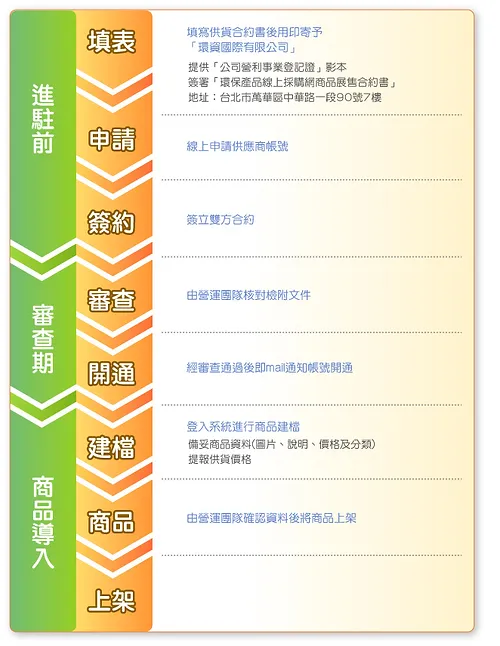 進駐前
填表
填寫供貨合約書後用印寄予
「環資國際有限公司」
提供「公司營利事業登記證」影本
簽署「環保產品線上採購網商品展售合約書」
地址：台北市萬華區中華路一段90號7樓
申請
線上申請供應商帳號
簽約
簽立雙方合約
審查期
審查
由營運團隊核對檢附文件
開通
經審查通過後即mail通知帳號開通
商品導入
建檔
登入系統進行商品建檔
備妥商品資料(圖片、說明、價格及分類)
提報供貨價格
商品
由營運團隊確認資料後將商品上架
上架